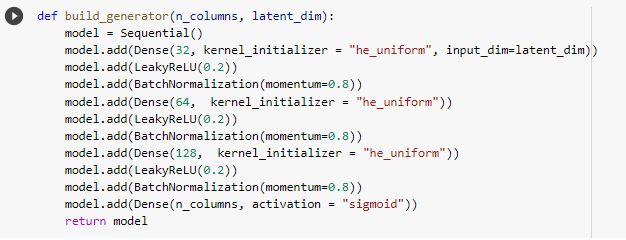 def build_generator(n_columns, latent_dim):
    model = Sequential()
    model.add(Dense(32, kernel_initializer = "he_uniform", input_dim=latent_dim))
    model.add(LeakyReLU(0.2))
    model.add(BatchNormalization(momentum=0.8))
    model.add(Dense(64,  kernel_initializer = "he_uniform"))
    model.add(LeakyReLU(0.2))
    model.add(BatchNormalization(momentum=0.8))
    model.add(Dense(128,  kernel_initializer = "he_uniform"))
    model.add(LeakyReLU(0.2))
    model.add(BatchNormalization(momentum=0.8))
    model.add(Dense(n_columns, activation = "sigmoid"))
    return model